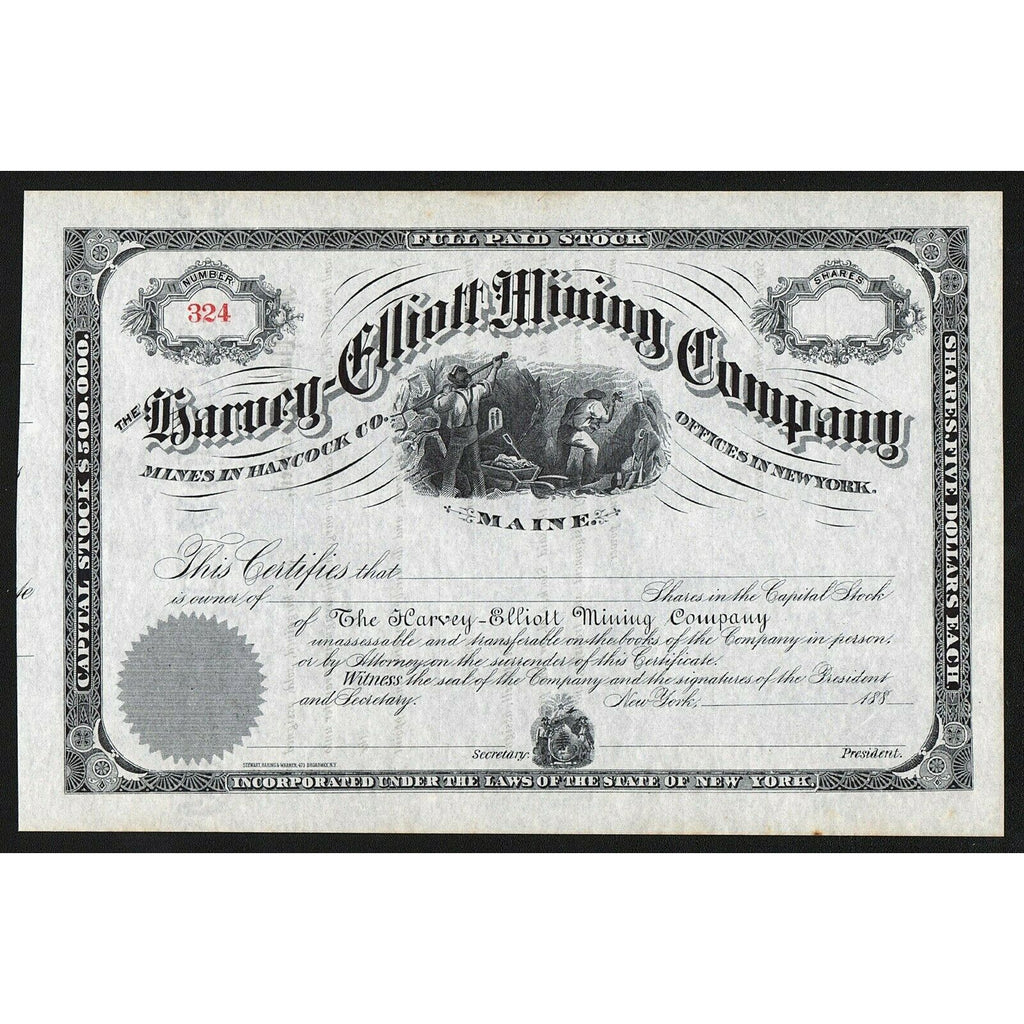 FULL PAID STOCK
NUMBER
324
SHARES
THE Harvey-Elliott Mining Company
MINES IN HANCOCK CO.
OFFICES IN NEW YORK.
MAINE.
CAPITAL STOCK $500.000.
SHARES FIVE DOLLARS EACH.
This Certifies that
is owner of Shares in the Capital Stock
of The Harvey-Elliott Mining Company
unassessable and transferable on the books of the Company in person,
or by Attorney on the surrender of this Certificate.
Witness the seal of the Company and the signatures of the President
and Secretary. New York, 188
Secretary. President.
INCORPORATED UNDER THE LAWS OF THE STATE OF NEW YORK.